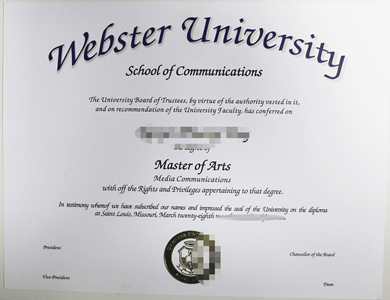 Webster University
School of Communications
The University Board of Trustees, by virtue of the authority vested in it,
and on recommendation of the University Faculty, has conferred on
the degree of
Master of Arts
Media Communications
with off the Rights and Privileges appertaining to that degree.
In testimony whereof we have subscribed our names and impressed the seal of the University on the diploma
at Saint Louis, Missouri, March twenty-eighth
President
Chancellor of the Board
Vice-President
Dean